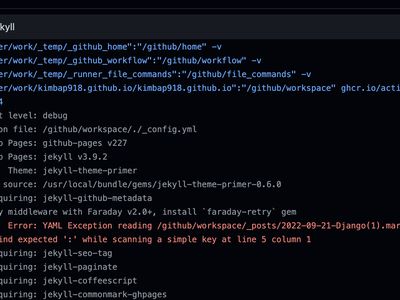 kyll
er/work/_temp/_github_home":"/github/home" -v
er/work/_temp/_github_workflow":"/github/workflow" -v
er/work/_temp/_runner_file_commands":"/github/file_commands" -v
er/work/kimbap918.github.io/kimbap918.github.io":"/github/workspace" ghcr.io/acti
4
t level: debug
on file: /github/workspace/./_config.yml
b Pages: github-pages v227
b Pages: jekyll v3.9.2
Theme: jekyll-theme-primer
source: /usr/local/bundle/gems/jekyll-theme-primer-0.6.0
quiring: jekyll-github-metadata
y middleware with Faraday v2.0+, install `faraday-retry` gem
Error: YAML Exception reading /github/workspace/_posts/2022-09-21-Django(1).mar
ind expected ':' while scanning a simple key at line 5 column 1
quiring: jekyll-seo-tag
quiring: jekyll-paginate
quiring: jekyll-coffeescript
quiring: jekyll-commonmark-ghpages